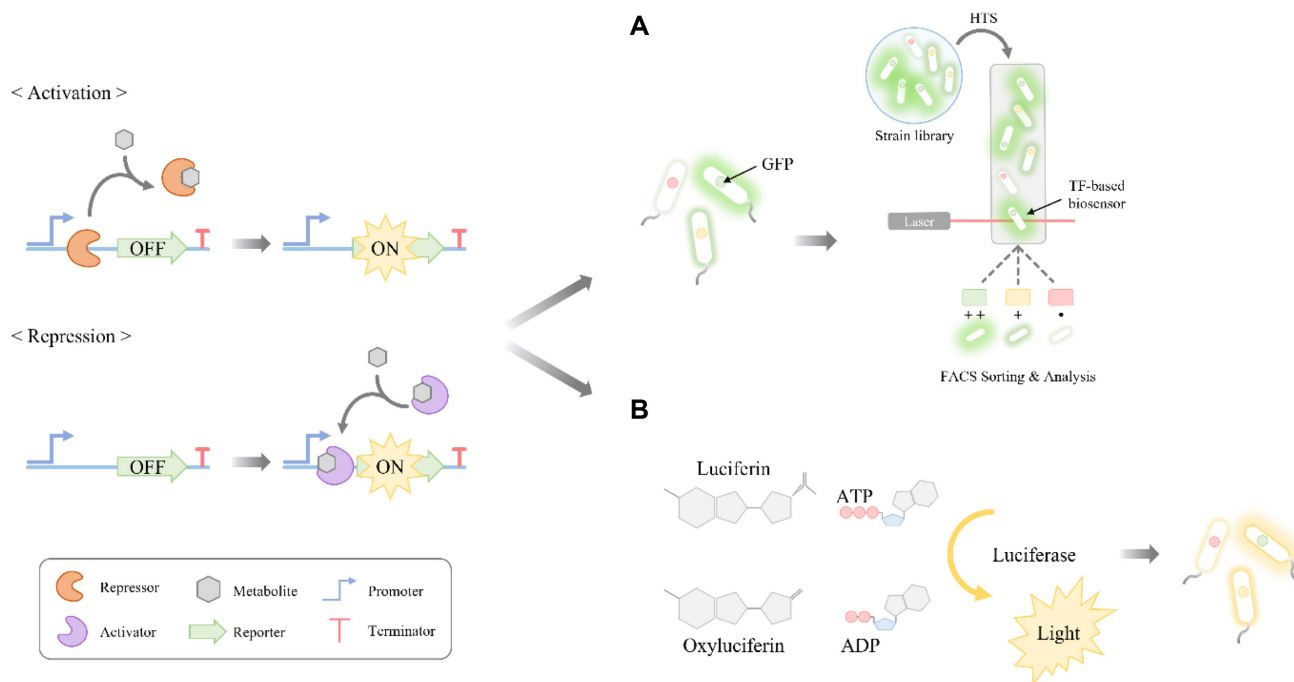 < Activation >
OFF
ON
< Repression >
OFF
ON
Repressor
Metabolite
Promoter
Activator
Reporter
Terminator
A
HTS
Strain library
GFP
TF-based
biosensor
Laser
+ +
+
•
FACS Sorting & Analysis
B
Luciferin
ATP
Luciferase
Oxyluciferin
ADP
Light